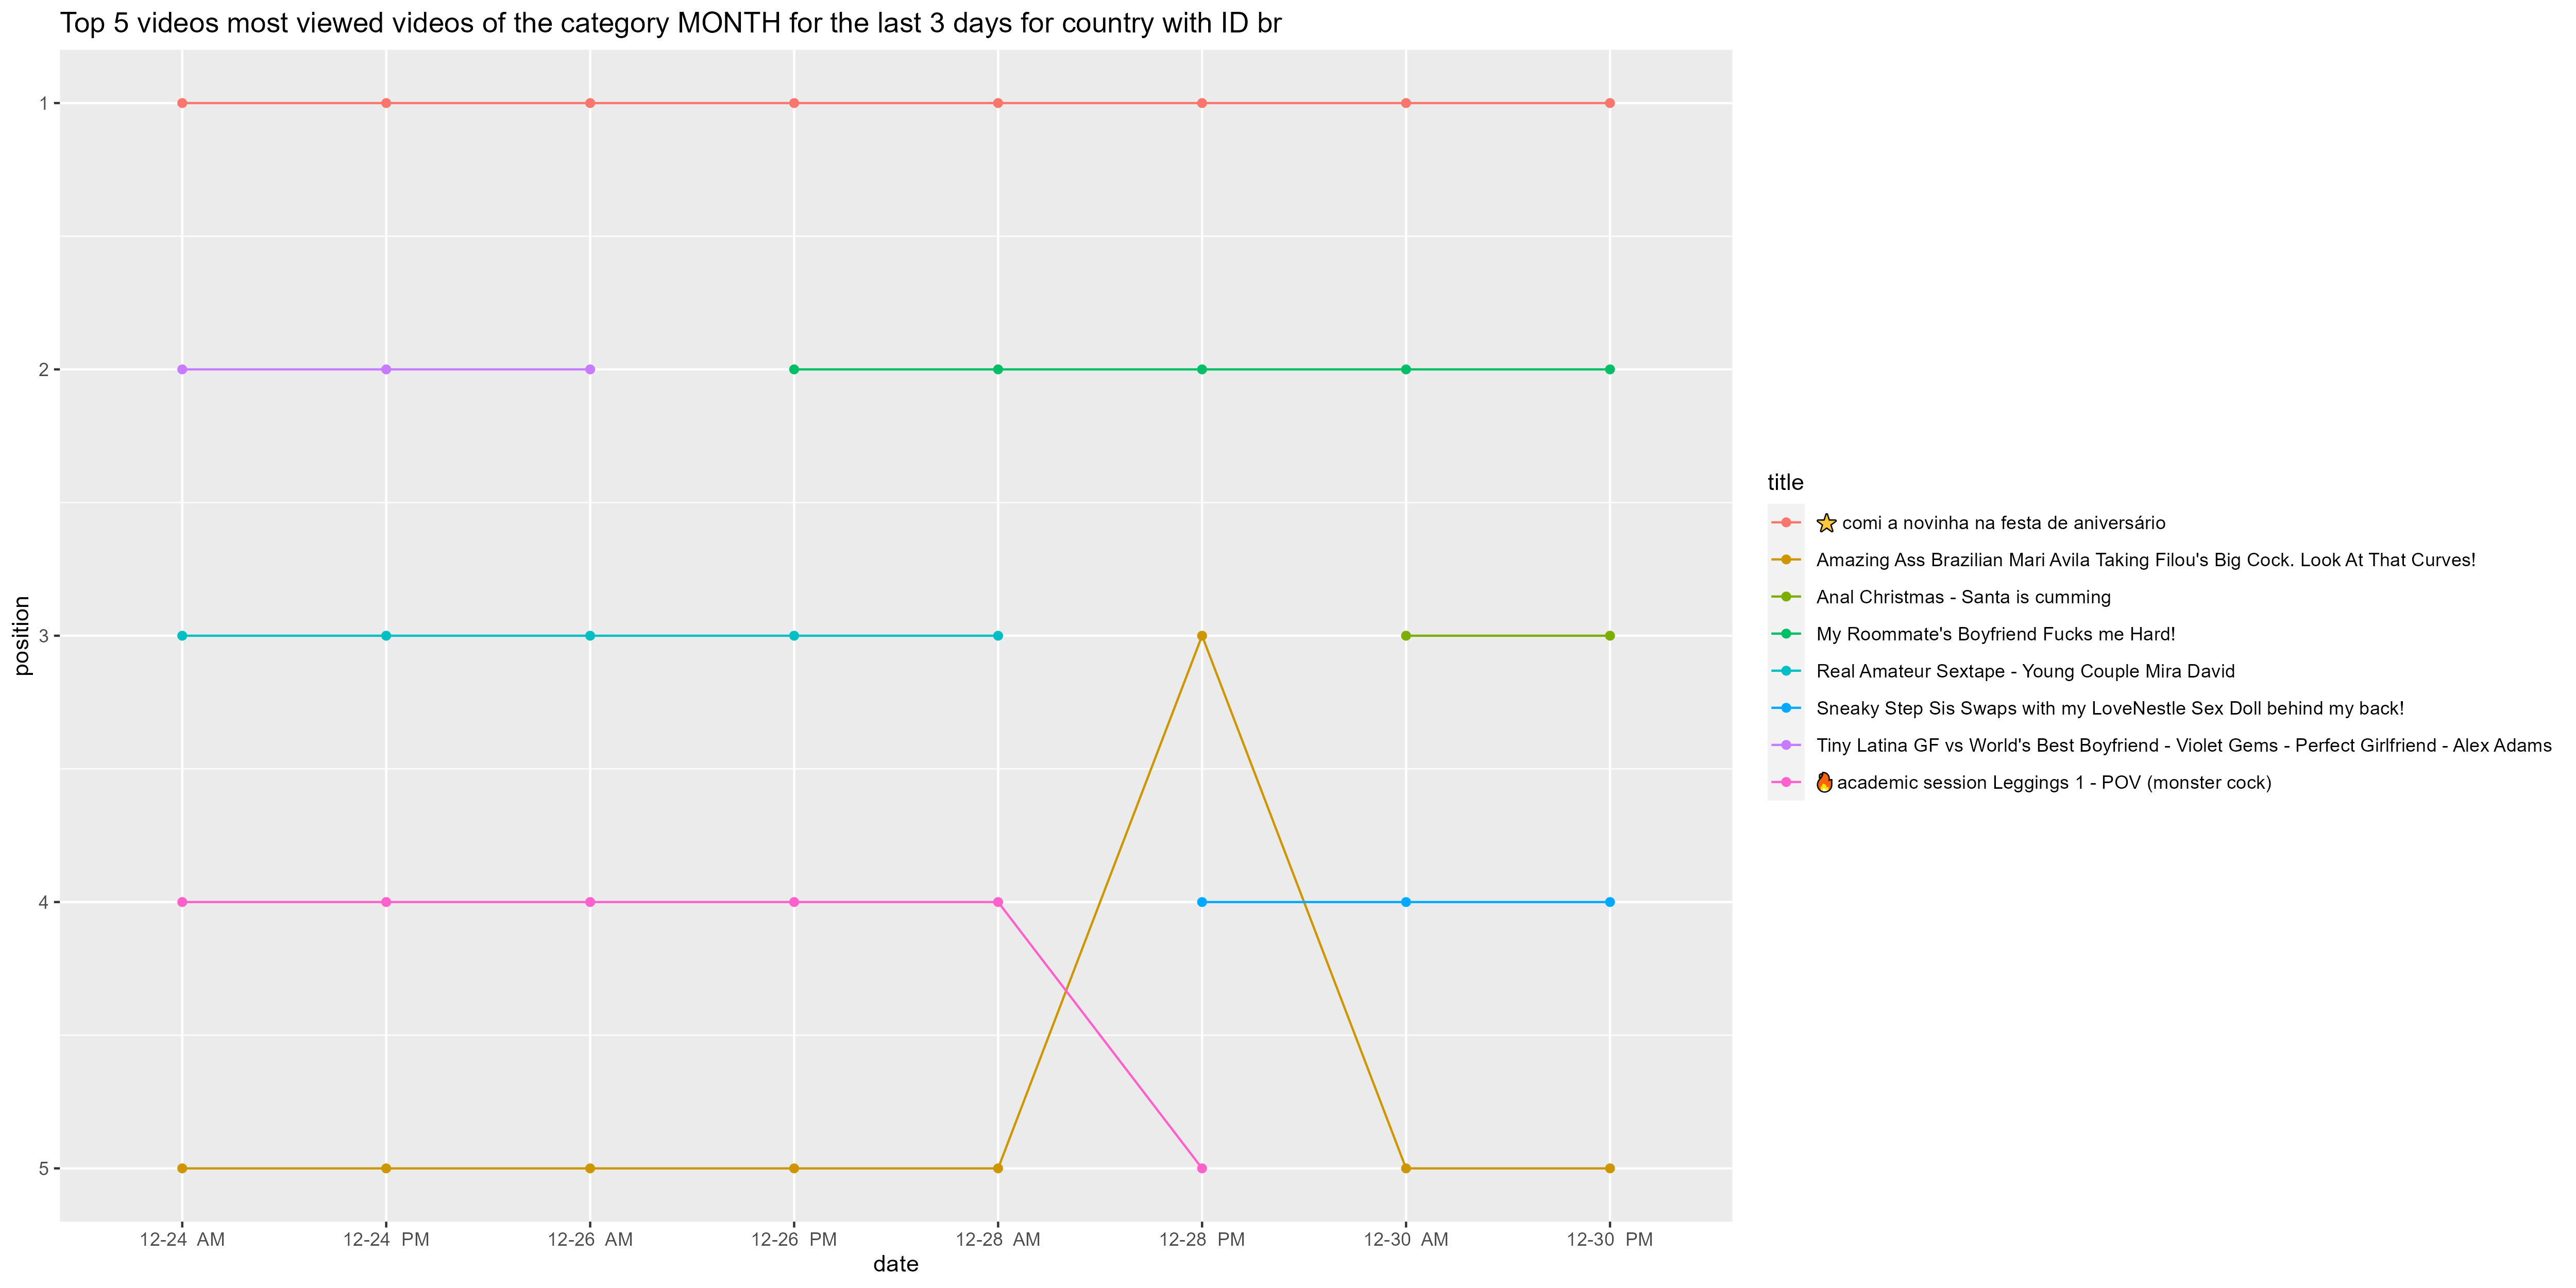 Top 5 videos most viewed videos of the category MONTH for the last 3 days for country with ID br
position
1
2
3
4
5
12-24 AM
12-24 PM
12-26 AM
12-26 PM
12-28 AM
12-28 PM
12-30 AM
12-30 PM
date
title
⭐ comi a novinha na festa de aniversário
Amazing Ass Brazilian Mari Avila Taking Filou's Big Cock. Look At That Curves!
Anal Christmas - Santa is cumming
My Roommate's Boyfriend Fucks me Hard!
Real Amateur Sextape - Young Couple Mira David
Sneaky Step Sis Swaps with my LoveNestle Sex Doll behind my back!
Tiny Latina GF vs World's Best Boyfriend - Violet Gems - Perfect Girlfriend - Alex Adams
🔥academic session Leggings 1 - POV (monster cock)